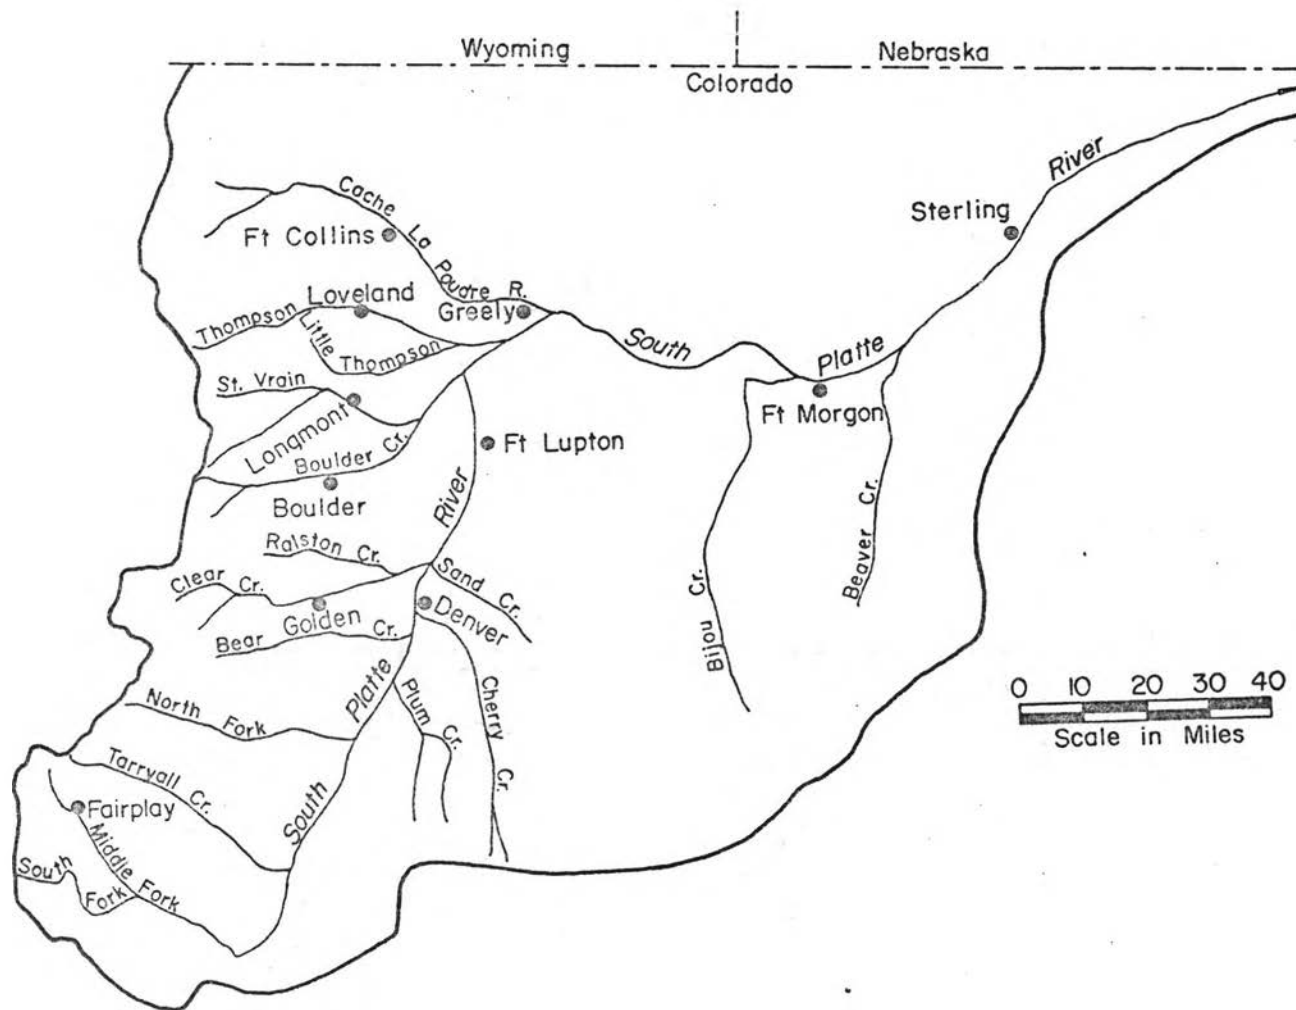 Wyoming
Nebraska
Colorado
Cache La Poudre R.
Ft Collins
Sterling
River
Loveland
Thompson
Greely
Little Thompson
South Platte
St. Vrain
Ft Morgon
Longmont
Boulder Cr.
Ft Lupton
Boulder
River
Ralston Cr.
Sand Cr.
Clear Cr.
Golden
Denver
Bear Cr.
Bijou Cr.
Beaver Cr.
North Fork
Platte
Plum Cr.
Cherry Cr.
0 10 20 30 40
Scale in Miles
Tarryall Cr.
South
Fairplay
Middle Fork
South Fork